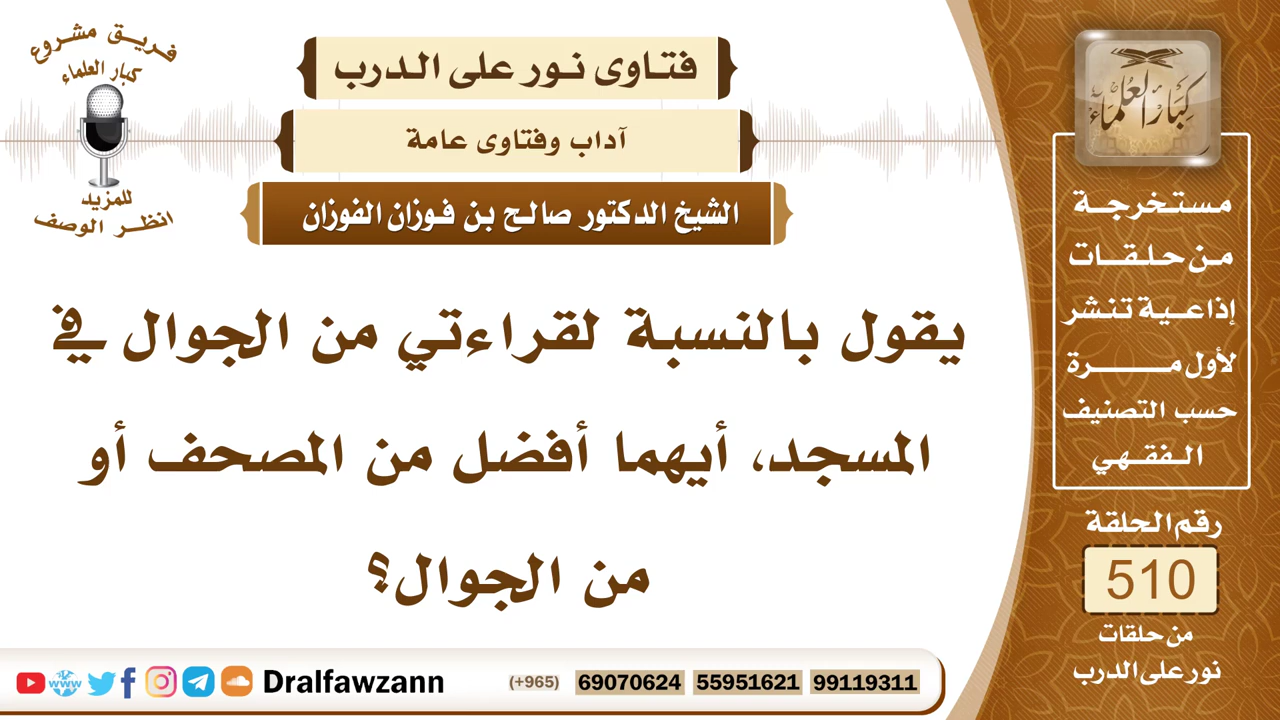 فريق مشروع
كبار العلماء
للمزيد
انظر الوصف
فتاوى نور على الدرب
آداب وفتاوى عامة
الشيخ الدكتور صالح بن فوزان الفوزان
يقول بالنسبة لقراءتي من الجوال في
المسجد، أيهما أفضل من المصحف أو
من الجوال؟
كبار العلماء
مستخرجة
من حلقات
إذاعية تنشر
لأول مرة
حسب التصنيف
الفقهي
رقم الحلقة
510
من حلقات
نور على الدرب
www
Dralfawzann (+965) 69070624 55951621 99119311